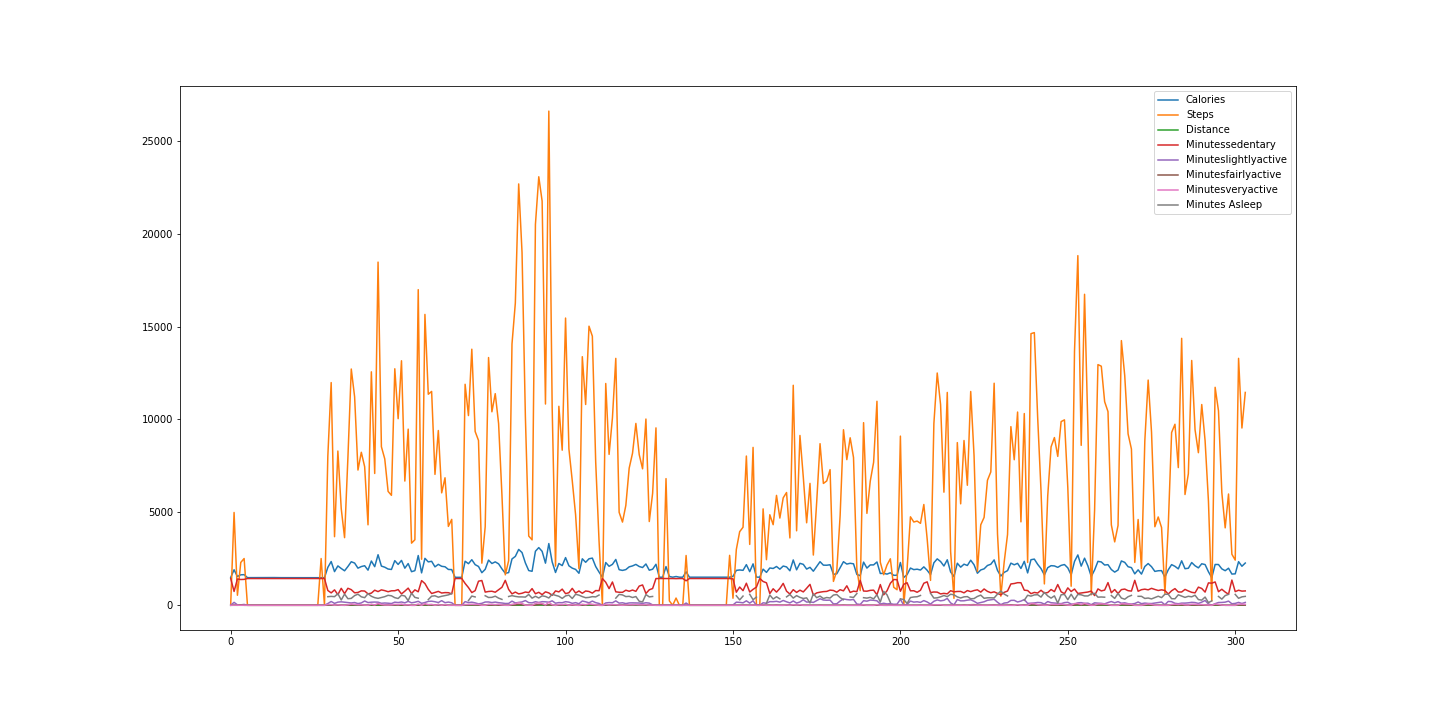 Calories
Steps
Distance
Minutessedentary
Minuteslightlyactive
Minutesfairlyactive
Minutesveryactive
Minutes Asleep
25000
20000
15000
10000
5000
0
0 50 100 150 200 250 300